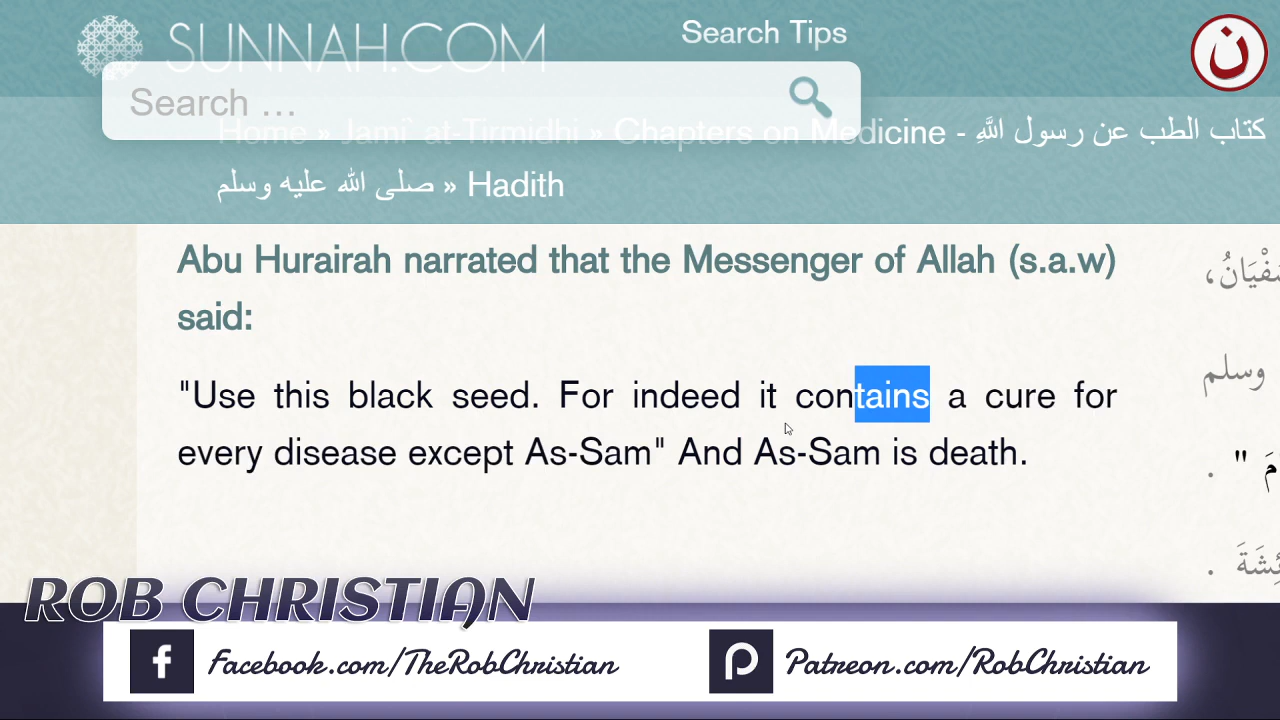 SUNNAH.COM
Search Tips
ن
Search ...
Home » Jami` at-Tirmidhi » Chapters on Medicine - كتاب الطب عن رسول اللَّهِ
صلى الله عليه وسلم » Hadith
Abu Hurairah narrated that the Messenger of Allah (s.a.w)
said:
"Use this black seed. For indeed it contains a cure for
every disease except As-Sam" And As-Sam is death.
وسلم
ROB CHRISTIAN
Facebook.com/TheRobChristian
Patreon.com/RobChristian